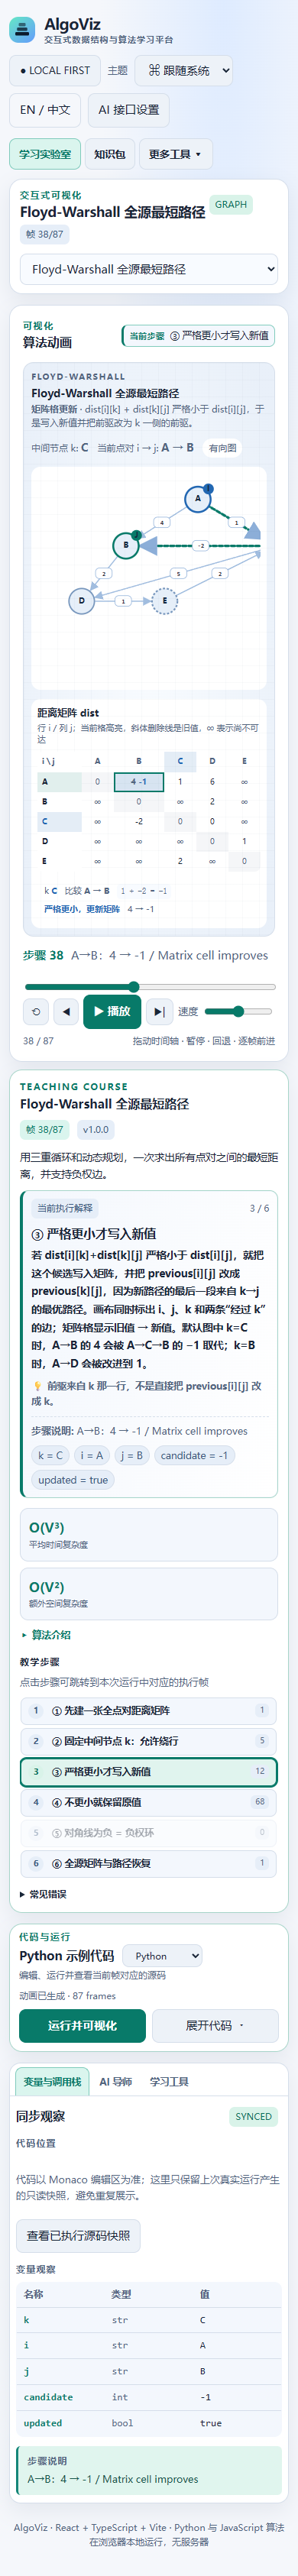 AlgoViz
交互式数据结构与算法学习平台
● LOCAL FIRST 主题 ⌘ 跟随系统
EN / 中文 AI 接口设置
学习实验室 知识包 更多工具 ▾
交互式可视化
Floyd-Warshall 全源最短路径 GRAPH
帧 38/87
Floyd-Warshall 全源最短路径
可视化
算法动画
当前步骤 ③ 严格更小才写入新值
FLOYD-WARSHALL
Floyd-Warshall 全源最短路径
矩阵格更新 · dist[i][k] + dist[k][j] 严格小于 dist[i][j]，于
是写入新值并把前驱改为 k 一侧的前驱。
中间节点 k: C 当前点对 i → j: A → B 有向图
A
i
4
1
B
j
-2
2
5
2
D
1
E
距离矩阵 dist
行 i / 列 j；当前格高亮，斜体删除线是旧值，∞ 表示尚不可
达
i\j A B C D E
A 0 4 -1 1 6 ∞
B ∞ 0 ∞ 2 ∞
C ∞ -2 0 0 ∞
D ∞ ∞ ∞ 0 1
E ∞ ∞ 2 ∞ 0
k C 比较 A → B 1 + -2 = -1
严格更小，更新矩阵 4 → -1
步骤 38 A→B：4 → -1 / Matrix cell improves
⟲ ◀ ▶ 播放 ▶| 速度
38 / 87 拖动时间轴 · 暂停 · 回退 · 逐帧前进
TEACHING COURSE
Floyd-Warshall 全源最短路径
帧 38/87 v1.0.0
用三重循环和动态规划，一次求出所有点对之间的最短距
离，并支持负权边。
当前执行解释 3 / 6
③ 严格更小才写入新值
若 dist[i][k]+dist[k][j] 严格小于 dist[i][j]，就把
这个候选写入矩阵，并把 previous[i][j] 改成
previous[k][j]，因为新路径的最后一段来自 k→j
的最优路径。画布同时标出 i、j、k 和两条“经过 k”
的边；矩阵格显示旧值 → 新值。默认图中 k=C
时，A→B 的 4 会被 A→C→B 的 −1 取代；k=B
时，A→D 会被改进到 1。
💡 前驱来自 k 那一行，不是直接把 previous[i][j] 改
成 k。
步骤说明: A→B：4 → -1 / Matrix cell improves
k = C i = A j = B candidate = -1
updated = true
O(V³)
平均时间复杂度
O(V²)
额外空间复杂度
▸ 算法介绍
教学步骤
点击步骤可跳转到本次运行中对应的执行帧
1 ① 先建一张全点对距离矩阵 1
2 ② 固定中间节点 k：允许绕行 5
3 ③ 严格更小才写入新值 12
4 ④ 不更小就保留原值 68
5 ⑤ 对角线为负 = 负权环 0
6 ⑥ 全源矩阵与路径恢复 1
▸ 常见错误
代码与运行
Python 示例代码 Python
编辑、运行并查看当前帧对应的源码
动画已生成 · 87 frames
运行并可视化 展开代码
变量与调用栈 AI 导师 学习工具
同步观察 SYNCED
代码位置
代码以 Monaco 编辑区为准；这里只保留上次真实运行产生
的只读快照，避免重复展示。
查看已执行源码快照
变量观察
名称 类型 值
k str C
i str A
j str B
candidate int -1
updated bool true
步骤说明
A→B：4 → -1 / Matrix cell improves
AlgoViz · React + TypeScript + Vite · Python 与 JavaScript 算法
在浏览器本地运行，无服务器